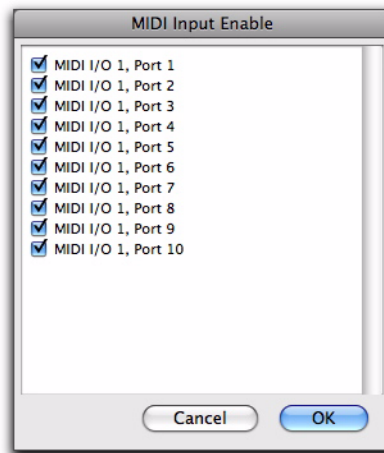 MIDI Input Enable
MIDI I/O 1, Port 1
MIDI I/O 1, Port 2
MIDI I/O 1, Port 3
MIDI I/O 1, Port 4
MIDI I/O 1, Port 5
MIDI I/O 1, Port 6
MIDI I/O 1, Port 7
MIDI I/O 1, Port 8
MIDI I/O 1, Port 9
MIDI I/O 1, Port 10
Cancel OK